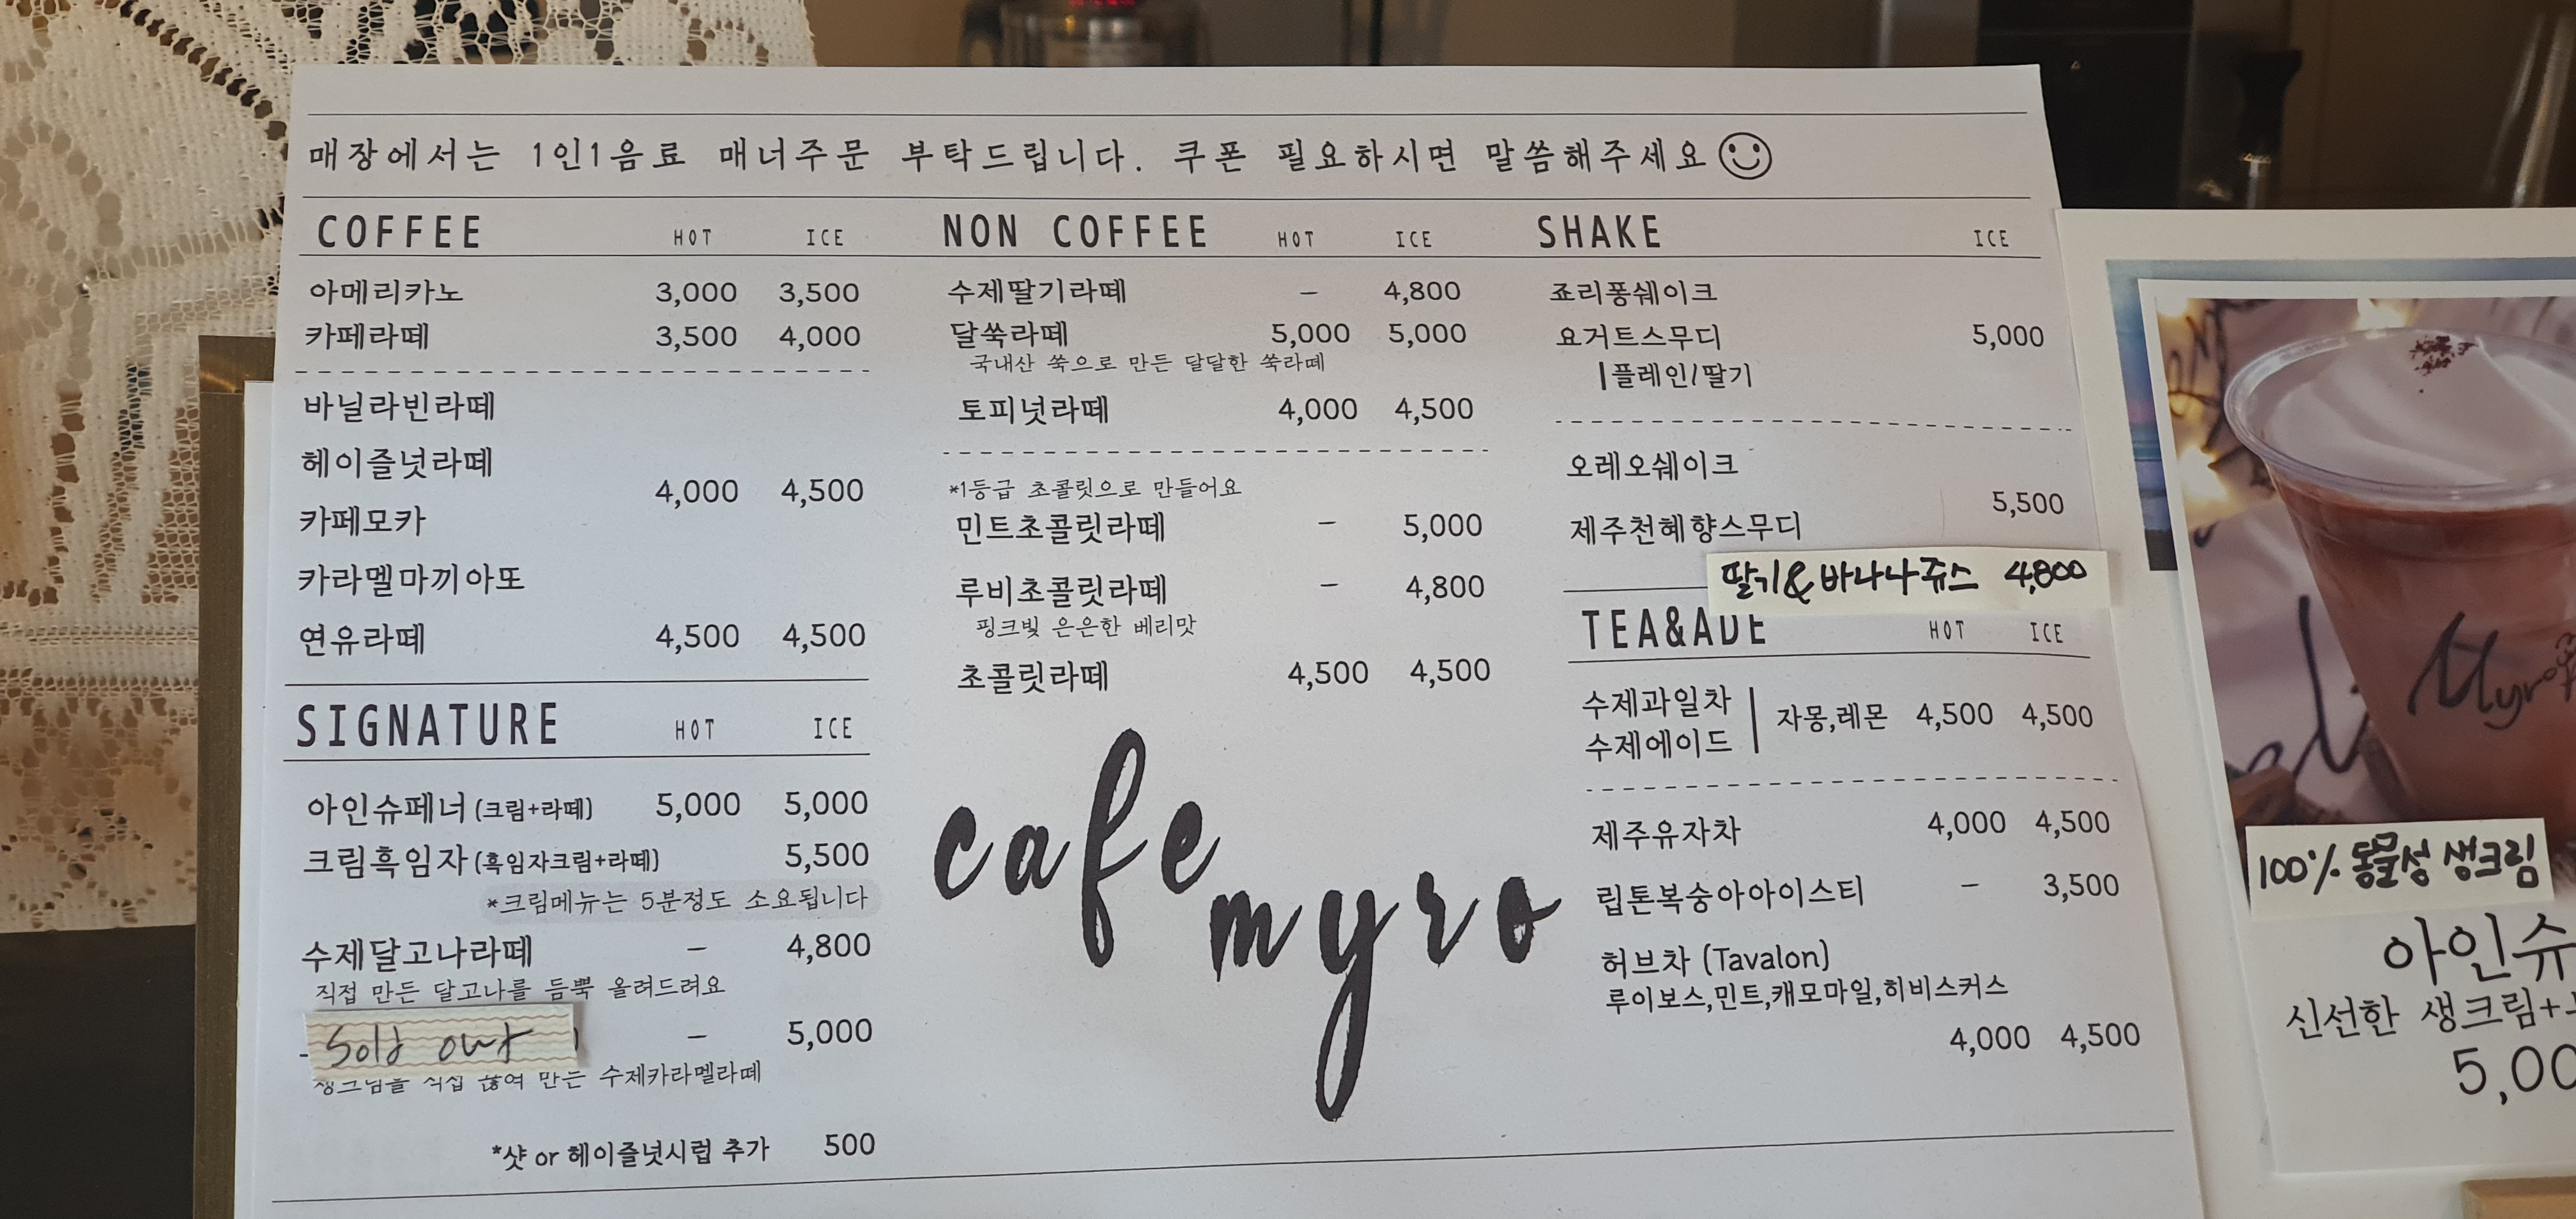 매장에서는 1인1음료 매너주문 부탁드립니다. 쿠폰 필요하시면 말씀해주세요
COFFEE HOT ICE
아메리카노 3,000 3,500
카페라떼 3,500 4,000
바닐라빈라떼
헤이즐넛라떼
4,000 4,500
카페모카
카라멜마끼아또
연유라떼 4,500 4,500
SIGNATURE HOT ICE
아인슈페너(크림+라떼) 5,000 5,000
크림흑임자(흑임자크림+라떼) 5,500
*크림메뉴는 5분정도 소요됩니다
수제달고나라떼 - 4,800
직접 만든 달고나를 듬뿍 올려드려요
Sold out - 5,000
생크림을 직접 끓여 만든 수제카라멜라떼
*샷 or 헤이즐넛시럽 추가 500
NON COFFEE HOT ICE
수제딸기라떼 - 4,800
달쑥라떼 5,000 5,000
국내산 쑥으로 만든 달달한 쑥라떼
토피넛라떼 4,000 4,500
*1등급 초콜릿으로 만들어요
민트초콜릿라떼 - 5,000
루비초콜릿라떼 - 4,800
핑크빛 은은한 베리맛
초콜릿라떼 4,500 4,500
cafe
myro
SHAKE ICE
죠리퐁쉐이크
요거트스무디 5,000
|플레인/딸기
오레오쉐이크
5,500
제주천혜향스무디
딸기&바나나쥬스 4,800
TEA&ADE HOT ICE
수제과일차
수제에이드 | 자몽,레몬 4,500 4,500
제주유자차 4,000 4,500
립톤복숭아아이스티 - 3,500
허브차 (Tavalon)
루이보스,민트,캐모마일,히비스커스
4,000 4,500
Myro
100% 동물성 생크림
아인슈
신선한 생크림+
5,00